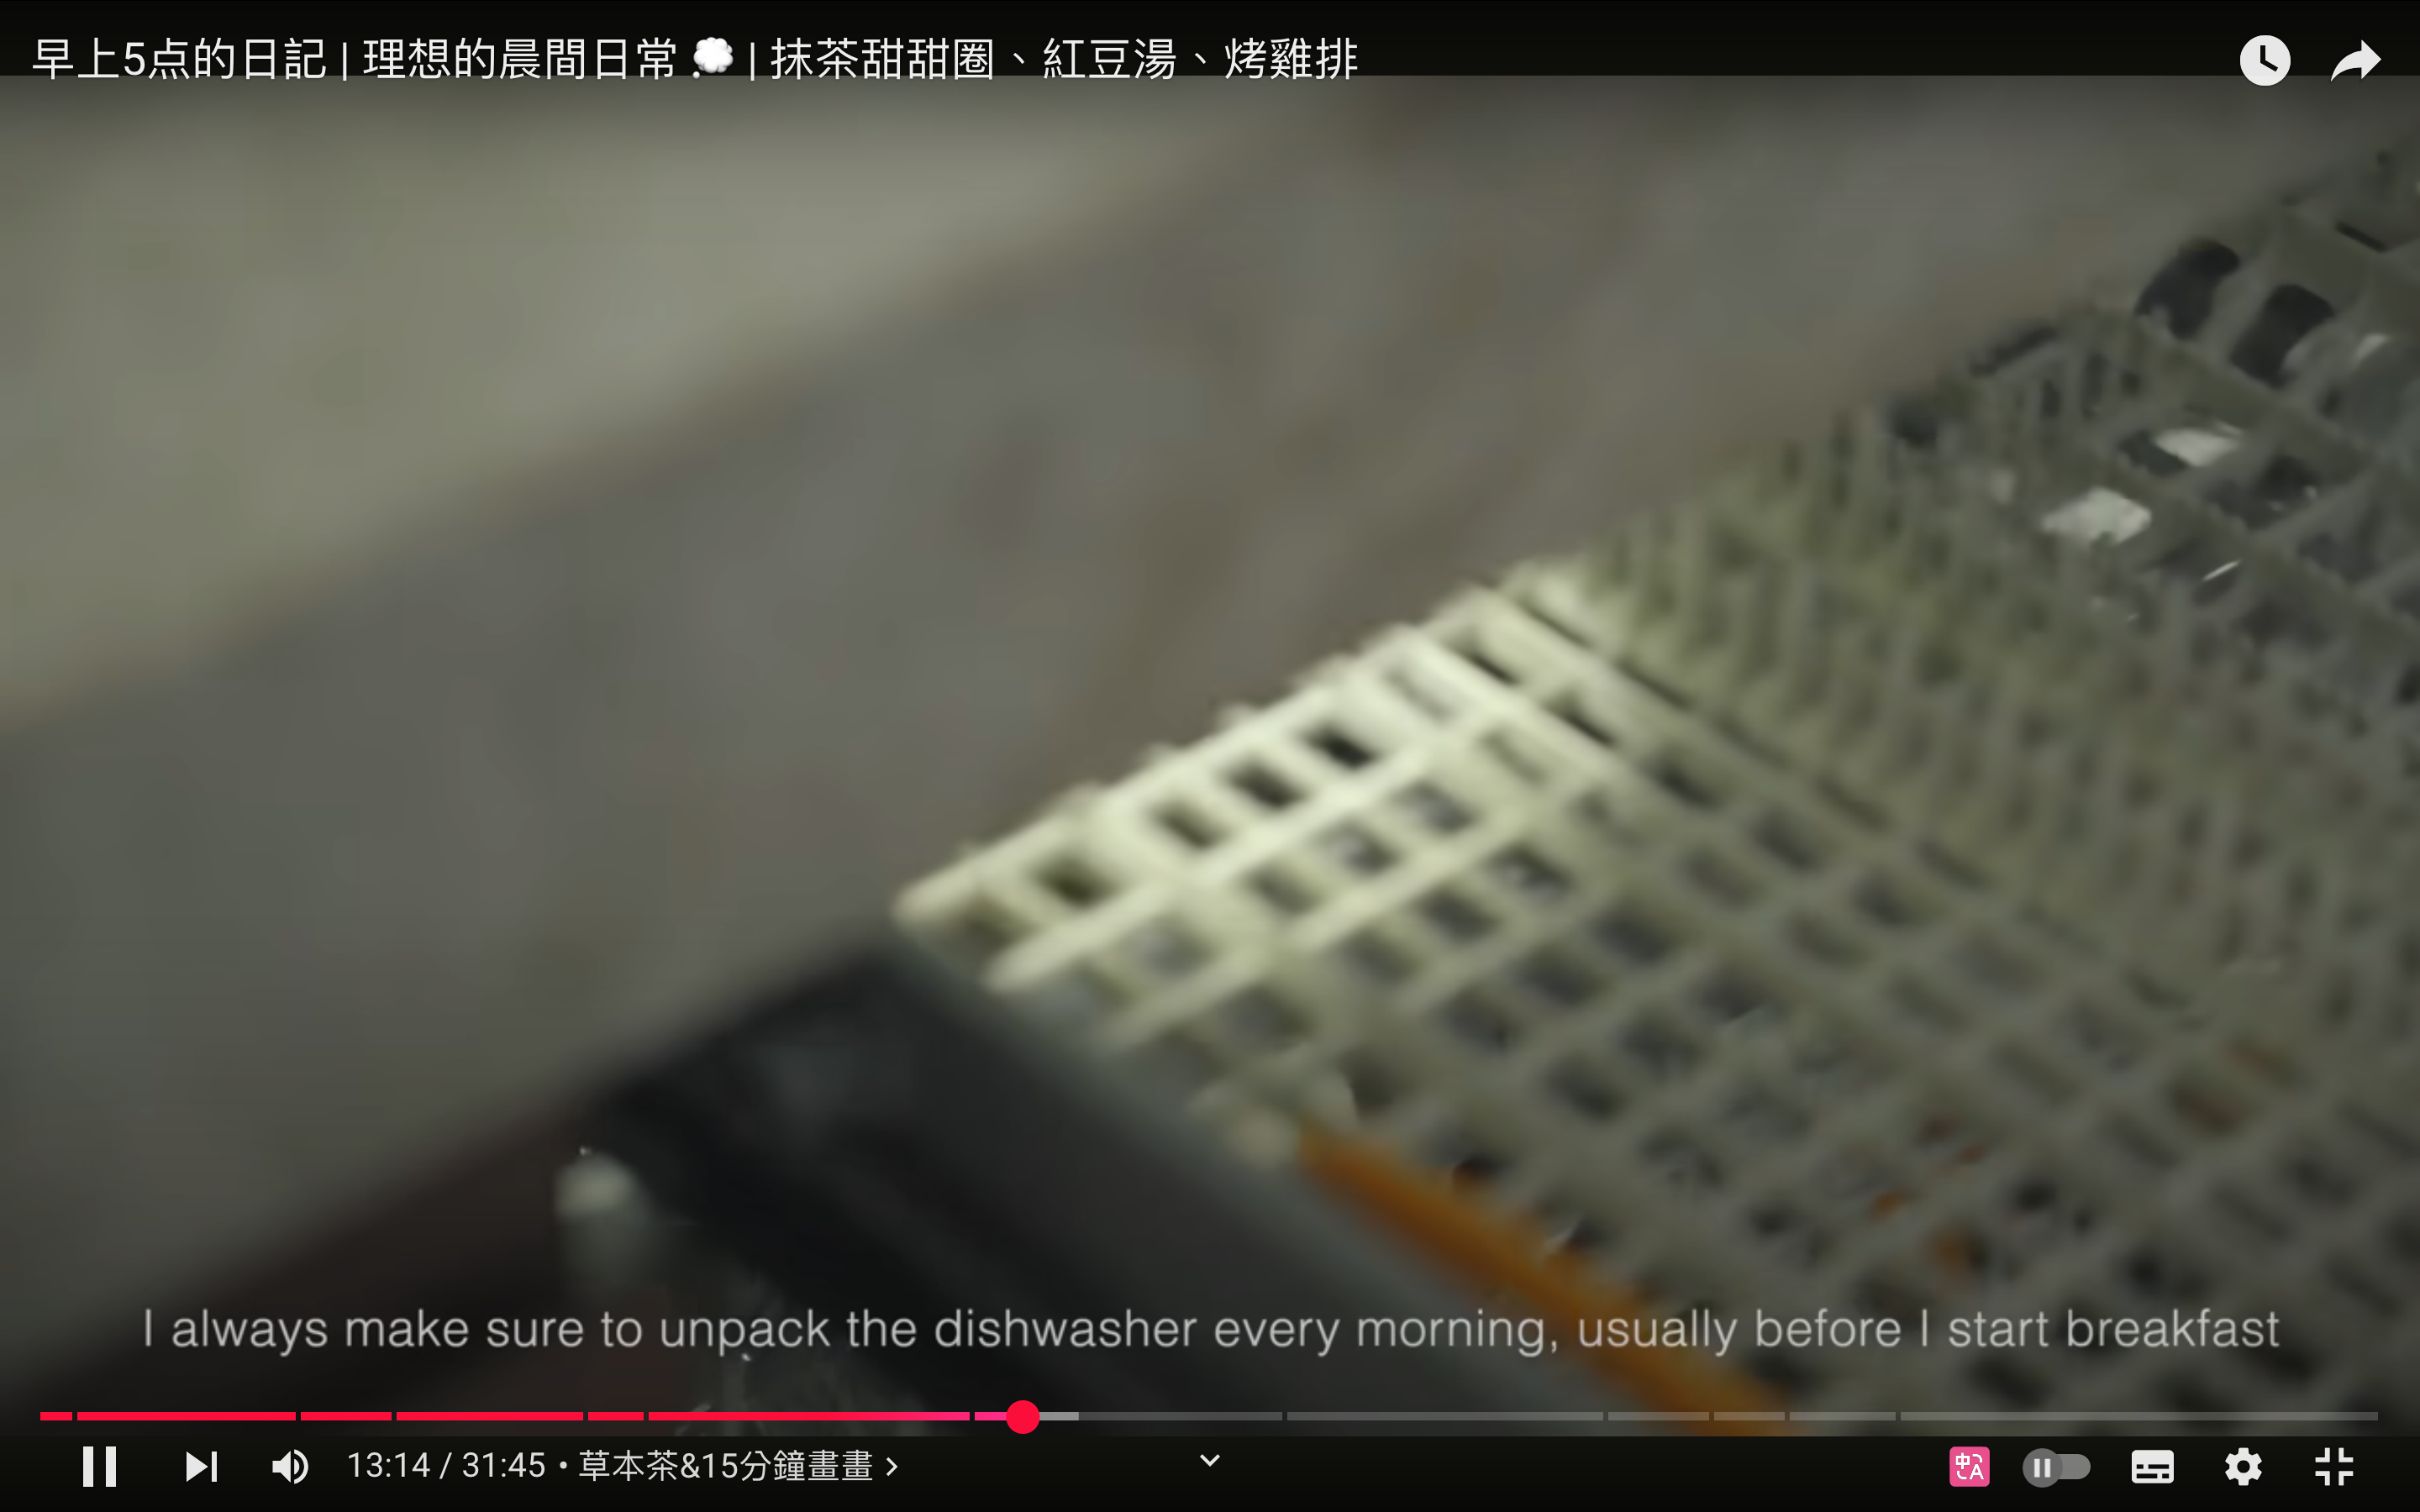 早上5点的日記 | 理想的晨間日常 💭 | 抹茶甜甜圈、紅豆湯、烤雞排
I always make sure to unpack the dishwasher every morning, usually before I start breakfast
13:14 / 31:45 • 草本茶&15分鐘畫畫 >
中A